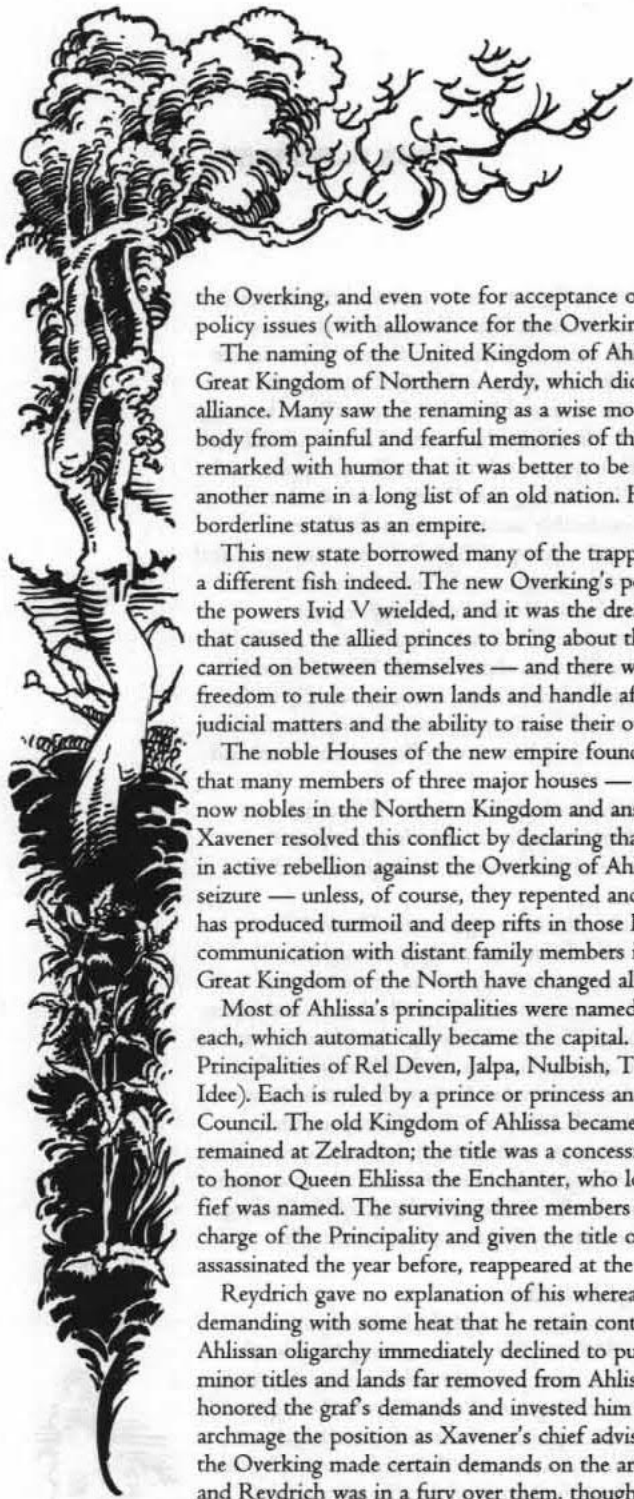 the Overking, and even vote for acceptance o
policy issues (with allowance for the Overkin
The naming of the United Kingdom of Ah
Great Kingdom of Northern Aerdy, which dic
alliance. Many saw the renaming as a wise mo
body from painful and fearful memories of th
remarked with humor that it was better to be
another name in a long list of an old nation. H
borderline status as an empire.
This new state borrowed many of the trapp
a different fish indeed. The new Overking's po
the powers Ivid V wielded, and it was the dre
that caused the allied princes to bring about th
carried on between themselves — and there w
freedom to rule their own lands and handle af
judicial matters and the ability to raise their o
The noble Houses of the new empire found
that many members of three major houses —
now nobles in the Northern Kingdom and an
Xavener resolved this conflict by declaring tha
in active rebellion against the Overking of Ah
seizure — unless, of course, they repented and
has produced turmoil and deep rifts in those
communication with distant family members
Great Kingdom of the North have changed al
Most of Ahlissa's principalities were named
each, which automatically became the capital.
Principalities of Rel Deven, Jalpa, Nulbish, T
Idee). Each is ruled by a prince or princess an
Council. The old Kingdom of Ahlissa became
remained at Zelradton; the title was a concess
to honor Queen Ehlissa the Enchanter, who l
fief was named. The surviving three members
charge of the Principality and given the title o
assassinated the year before, reappeared at the
Reydrich gave no explanation of his wherea
demanding with some heat that he retain cont
Ahlissan oligarchy immediately declined to pu
minor titles and lands far removed from Ahlis
honored the graf's demands and invested him
archmage the position as Xavener's chief advis
the Overking made certain demands on the ar
and Reydrich was in a fury over them, though